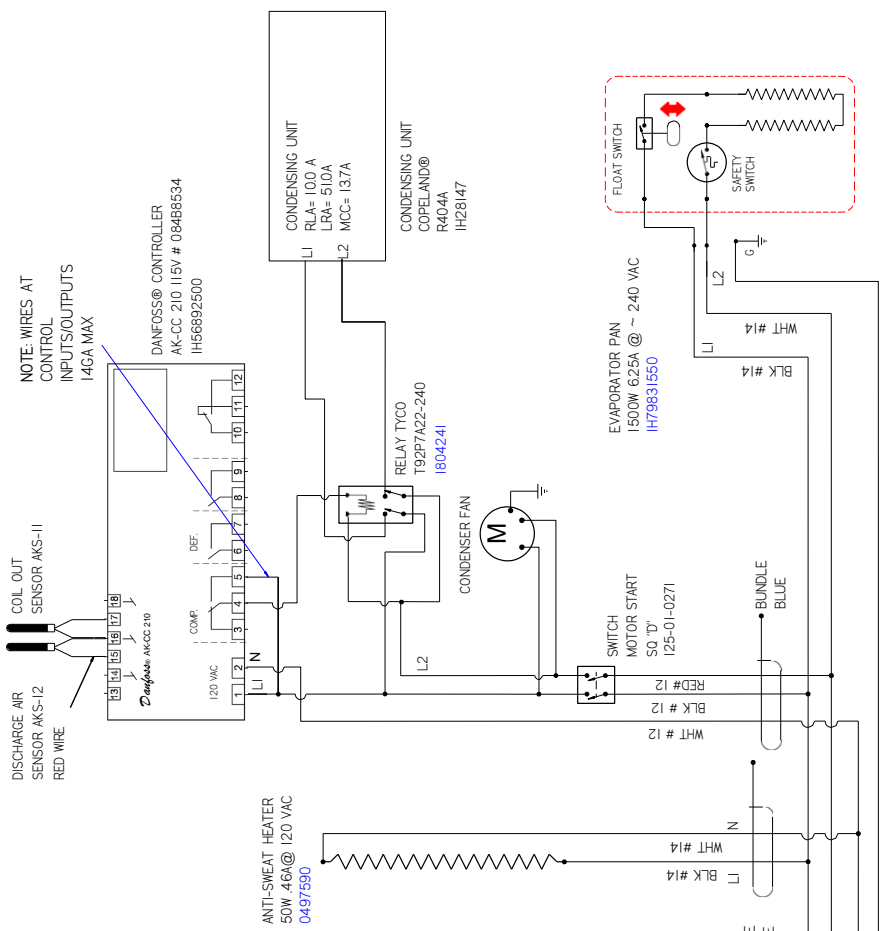 NOTE: WIRES AT
CONTROL
INPUTS/OUTPUTS
14GA MAX
DANFOSS® CONTROLLER
AK-CC 210 115V # 084B8534
IH56892500
COIL OUT
SENSOR AKS-11
DISCHARGE AIR
SENSOR AKS-12
RED WIRE
13
14
15
16
17
18
Danfoss® AK-CC 210
120 VAC
COMP.
DEF.
1
2
3
4
5
6
7
8
9
10
11
12
L1
N
CONDENSING UNIT
RLA= 10.0 A
LRA= 51.0A
MCC= 13.7A
L1
L2
CONDENSING UNIT
COPELAND®
R404A
IH28147
RELAY TYCO
T92P7A22-240
1804241
CONDENSER FAN
M
L2
SWITCH
MOTOR START
SQ "D"
125-01-0271
BUNDLE
BLUE
RED# 12
BLK # 12
WHT # 12
FLOAT SWITCH
SAFETY
SWITCH
G
L2
L1
WHT #14
BLK #14
EVAPORATOR PAN
1500W 6.25A @ ~ 240 VAC
IH79831550
ANTI-SWEAT HEATER
50W .46A@ 120 VAC
0497590
N
WHT #14
BLK #14
L1